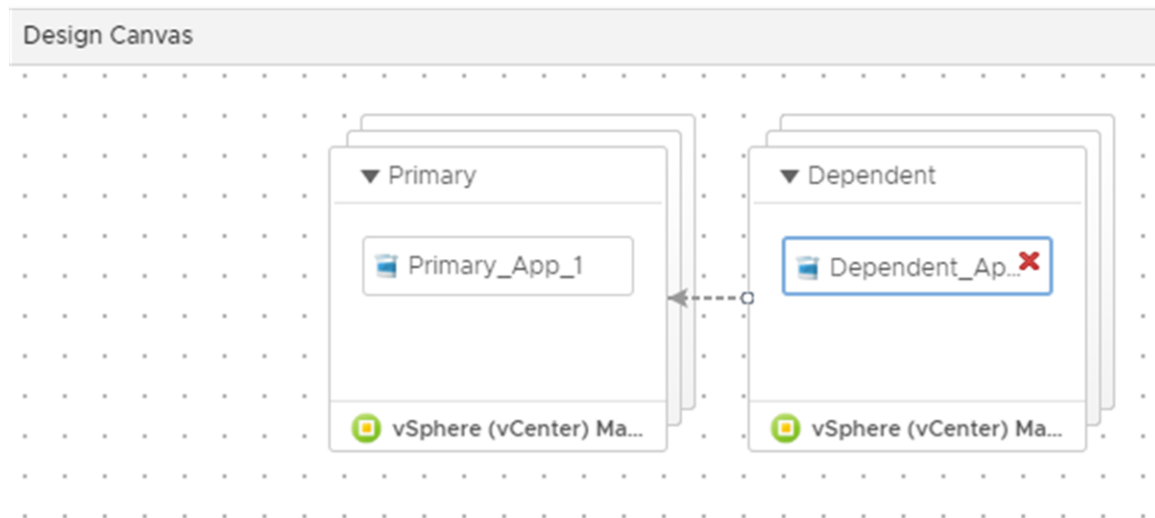 Design Canvas
Primary
Primary_App_1
vSphere (vCenter) Ma...
Dependent
Dependent_Ap...
vSphere (vCenter) Ma...